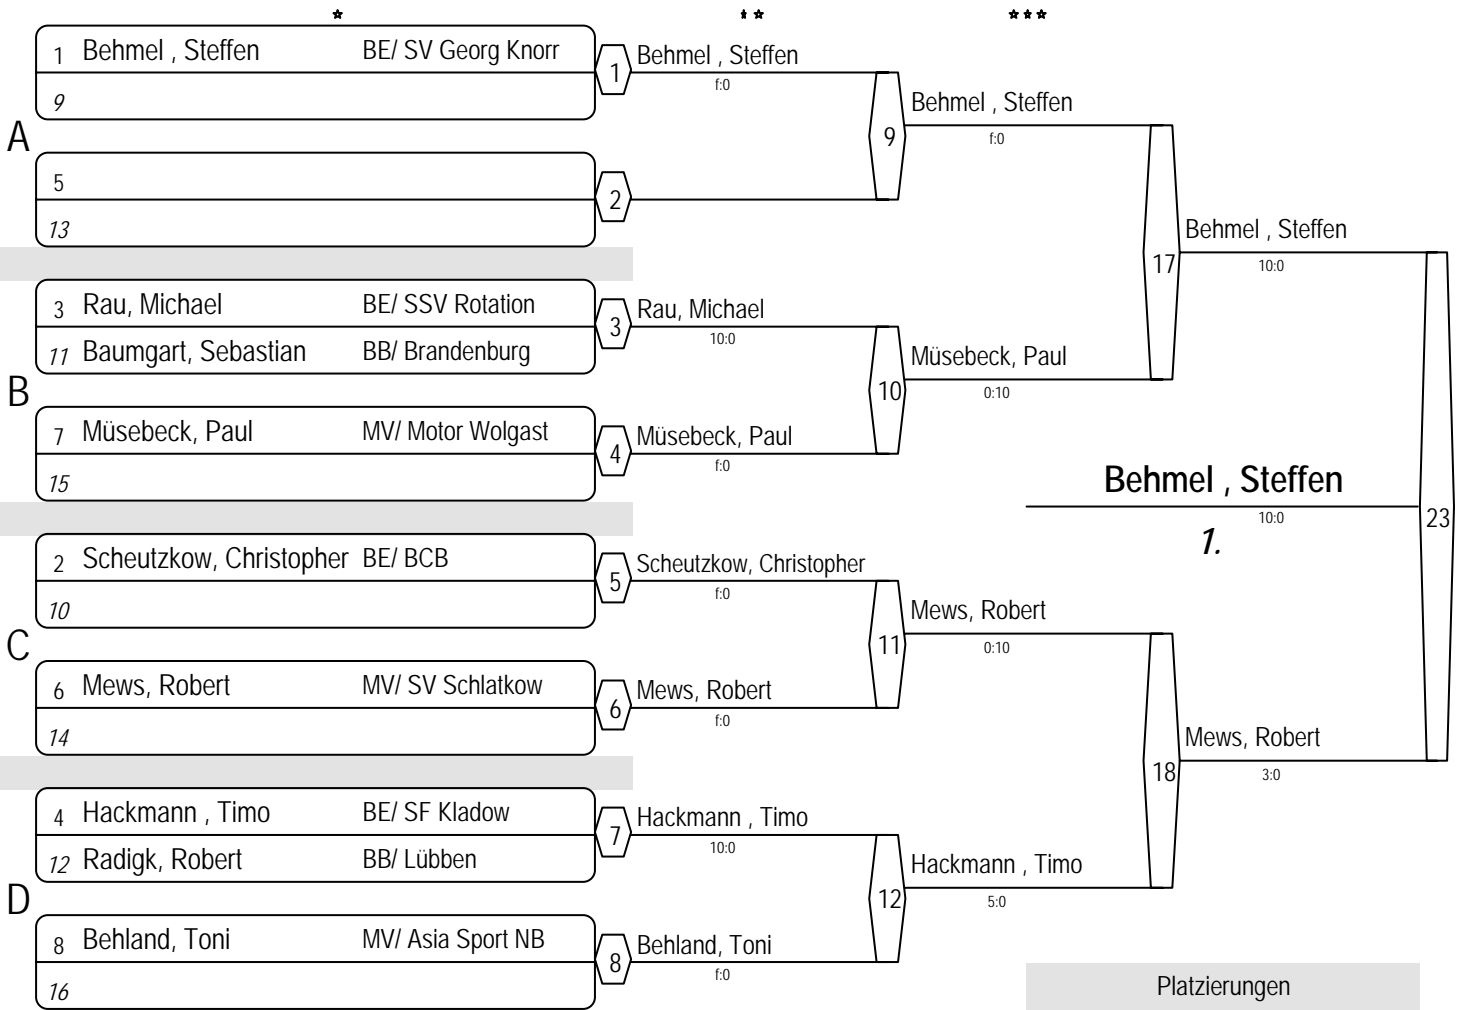 * ** ***
1 Behmel , Steffen BE/ SV Georg Knorr
9
1
Behmel , Steffen
f:0
A
5
13
2
9
Behmel , Steffen
f:0
3 Rau, Michael BE/ SSV Rotation
11 Baumgart, Sebastian BB/ Brandenburg
3
Rau, Michael
10:0
B
7 Müsebeck, Paul MV/ Motor Wolgast
15
4
Müsebeck, Paul
f:0
10
Müsebeck, Paul
0:10
17
Behmel , Steffen
10:0
2 Scheutzkow, Christopher BE/ BCB
10
5
Scheutzkow, Christopher
f:0
C
6 Mews, Robert MV/ SV Schlatkow
14
6
Mews, Robert
f:0
11
Mews, Robert
0:10
4 Hackmann , Timo BE/ SF Kladow
12 Radigk, Robert BB/ Lübben
7
Hackmann , Timo
10:0
D
8 Behland, Toni MV/ Asia Sport NB
16
8
Behland, Toni
f:0
12
Hackmann , Timo
5:0
18
Mews, Robert
3:0
23
Behmel , Steffen
10:0
1.
Platzierungen